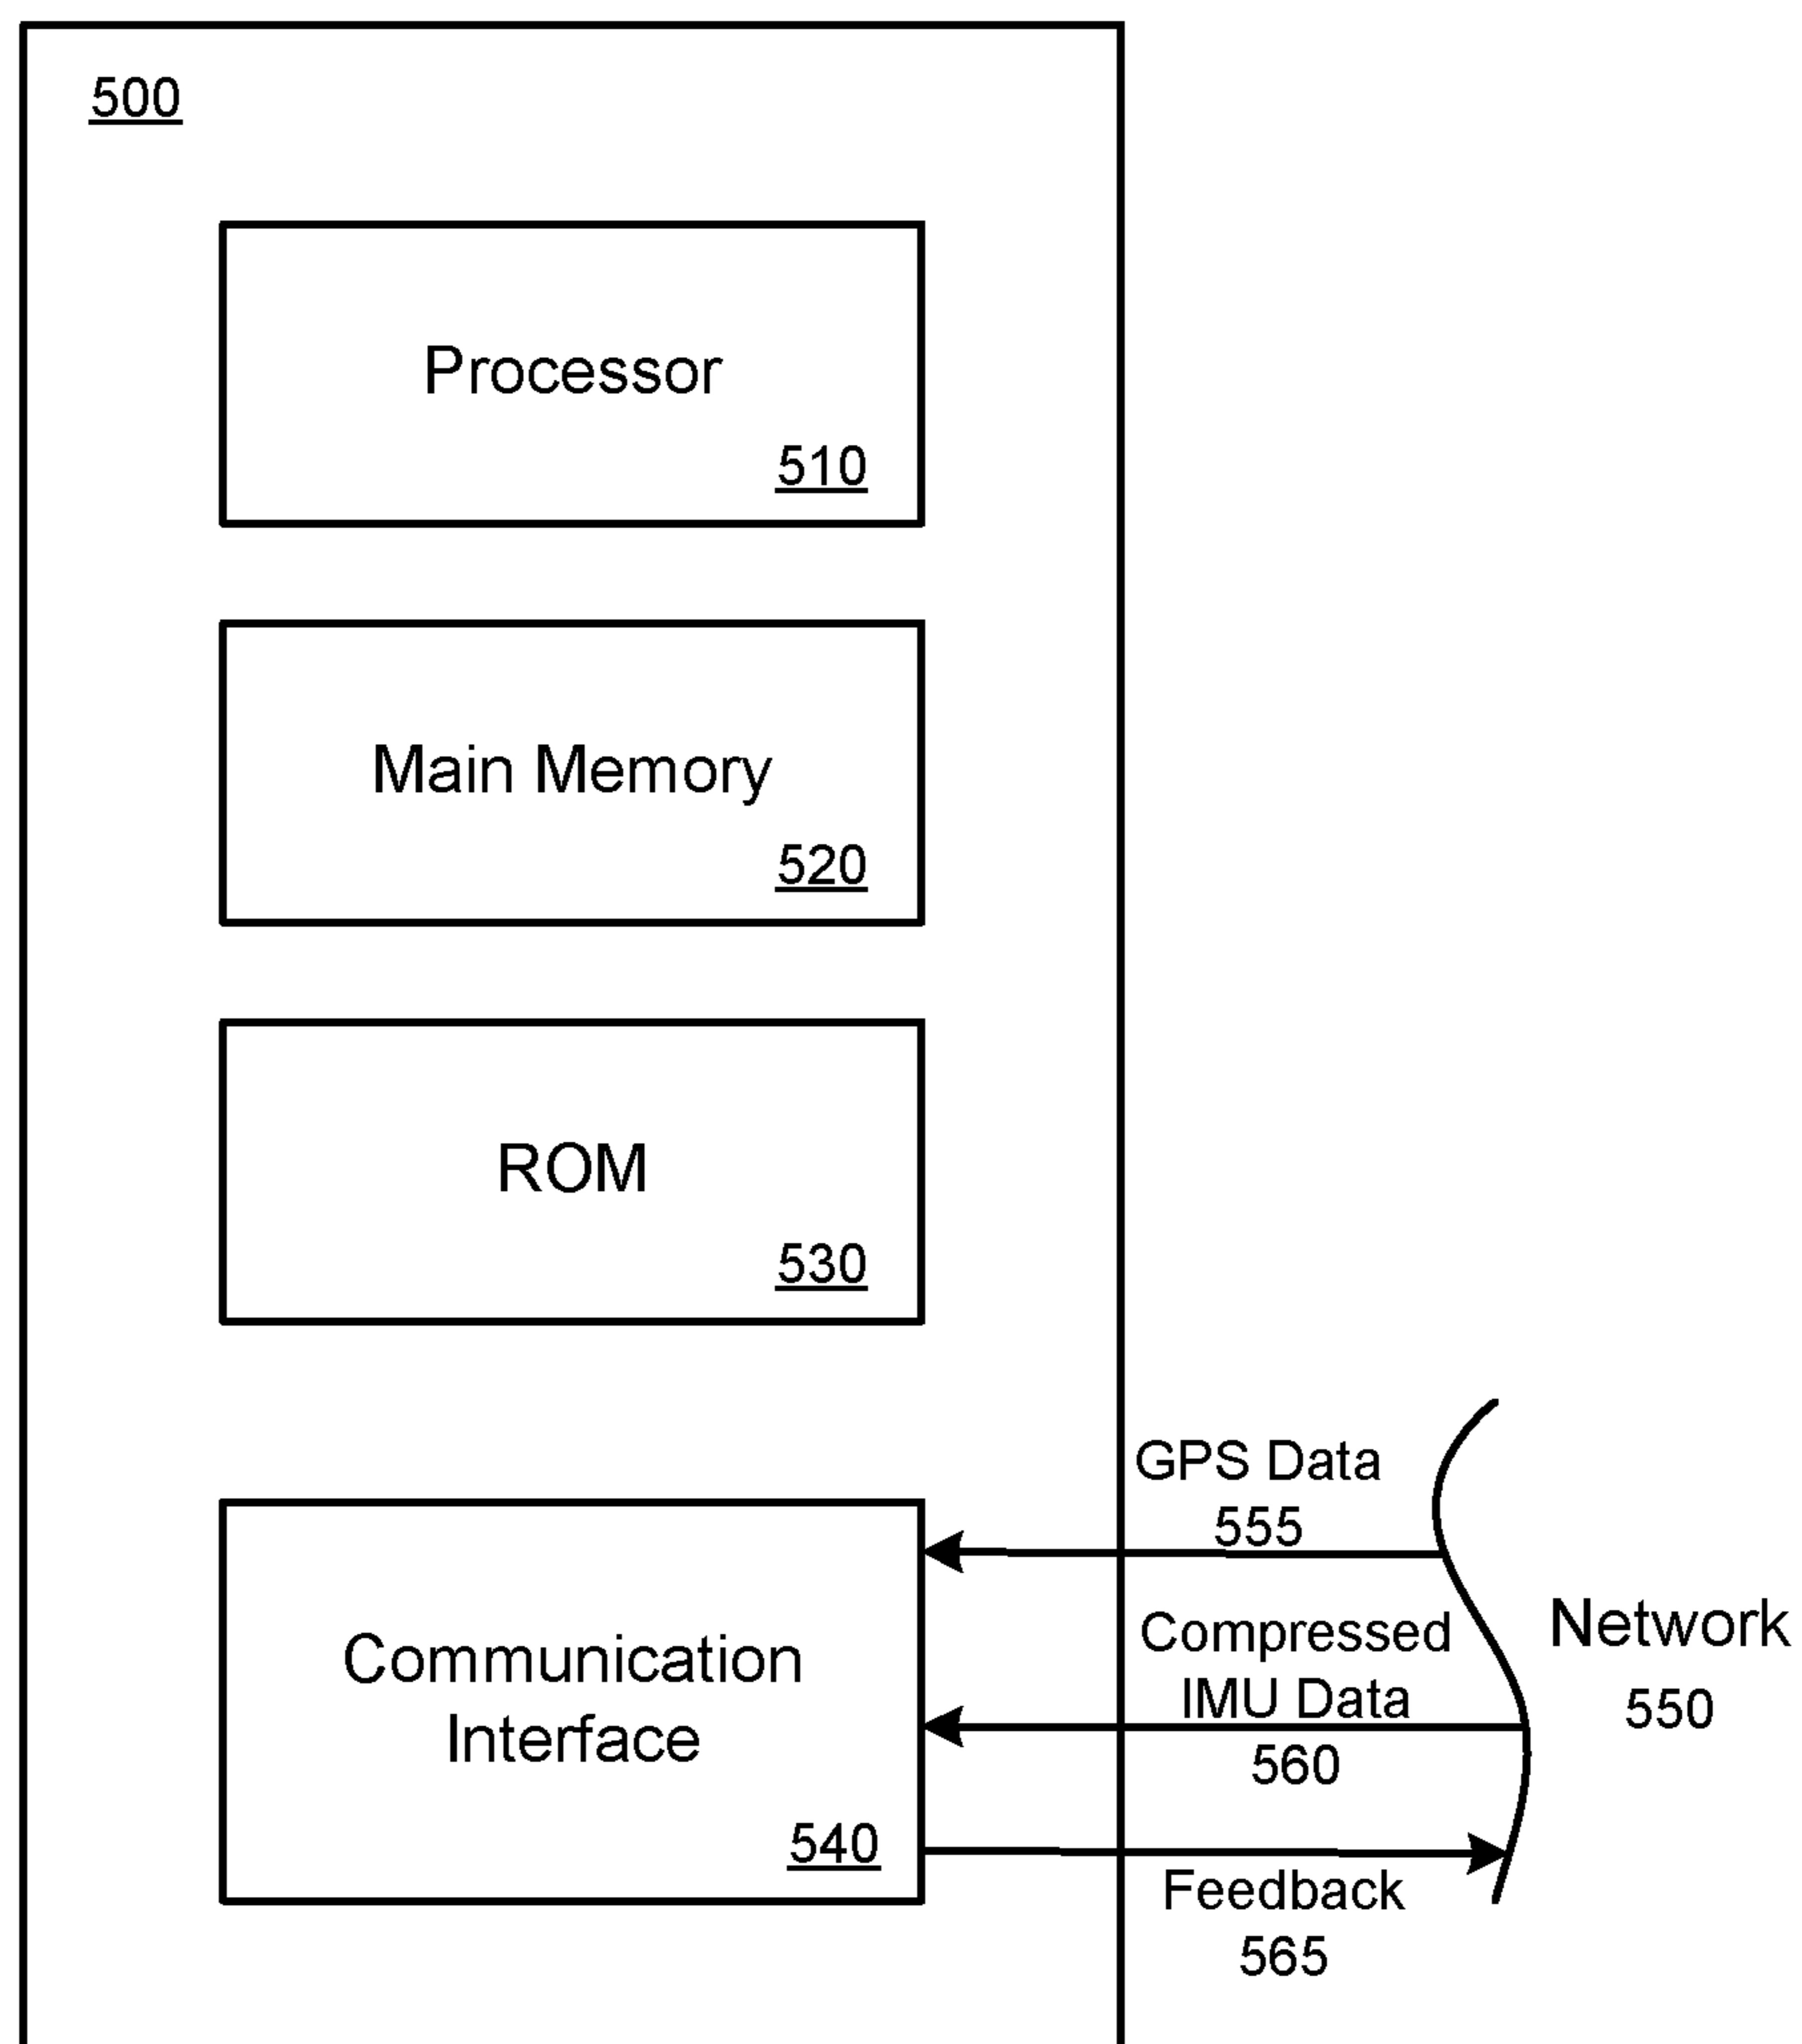 500
Processor
510
Main Memory
520
ROM
530
GPS Data
555
Communication
Interface
540
Compressed
IMU Data
560
Feedback
565
Network
550